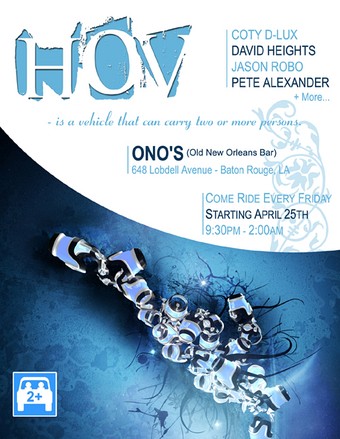 HOV
COTY D-LUX
DAVID HEIGHTS
JASON ROBO
PETE ALEXANDER
+ More...
- is a vehicle that can carry two or more persons.
ONO'S (Old New Orleans Bar)
648 Lobdell Avenue - Baton Rouge, LA
COME RIDE EVERY FRIDAY
STARTING APRIL 25TH
9:30PM - 2:00AM
2+